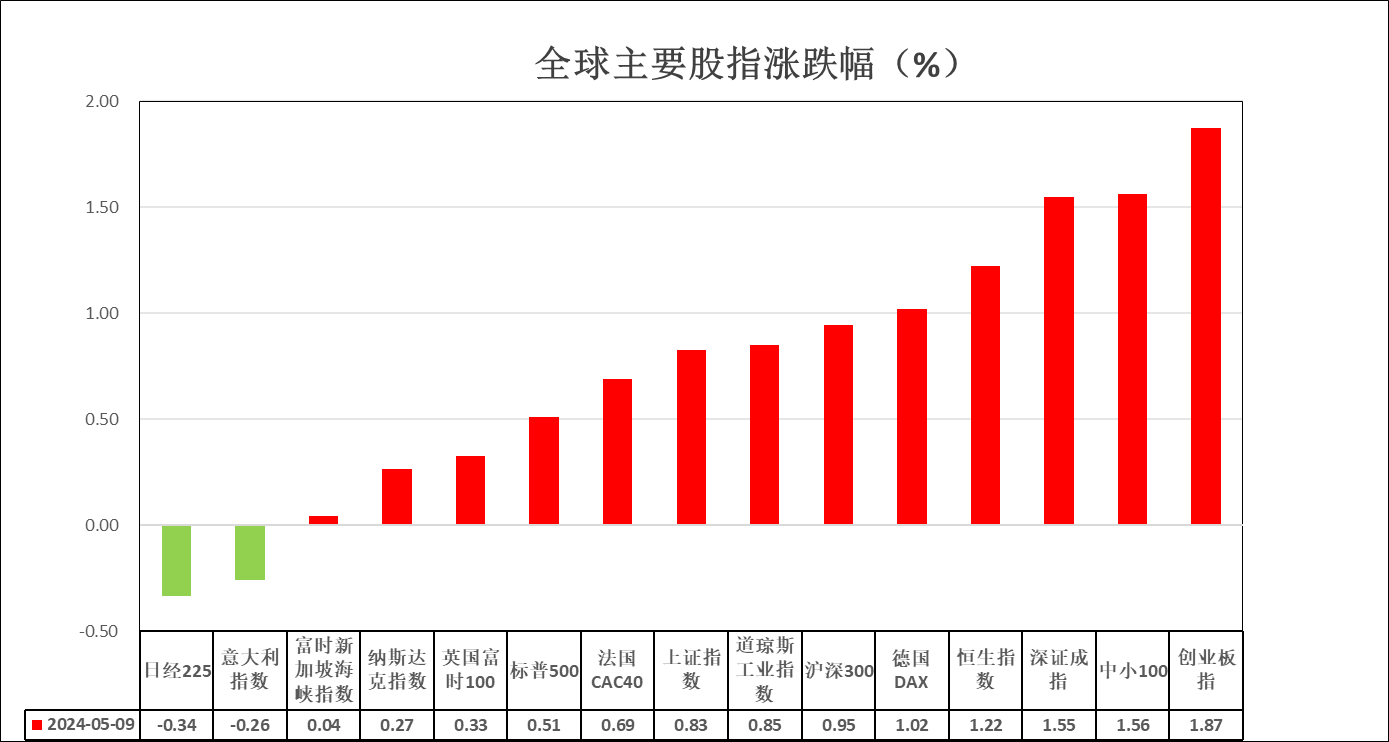 全球主要股指涨跌幅（%）
2.00
1.50
1.00
0.50
0.00
-0.50
日经225
意大利
指数
富时新
加坡海
峡指数
纳斯达
克指数
英国富
时100
标普500
法国
CAC40
上证指
数
道琼斯
工业指
数
沪深300
德国
DAX
恒生指
数
深证成
指
中小100
创业板
指
2024-05-09 -0.34 -0.26 0.04 0.27 0.33 0.51 0.69 0.83 0.85 0.95 1.02 1.22 1.55 1.56 1.87